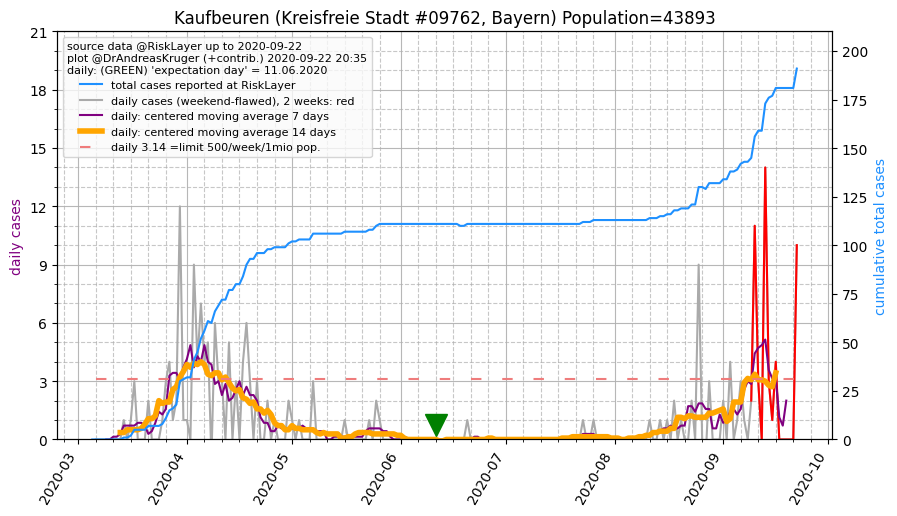 Kaufbeuren (Kreisfreie Stadt #09762, Bayern) Population=43893
source data @RiskLayer up to 2020-09-22
plot @DrAndreasKruger (+contrib.) 2020-09-22 20:35
daily: (GREEN) 'expectation day' = 11.06.2020
total cases reported at RiskLayer
daily cases (weekend-flawed), 2 weeks: red
daily: centered moving average 7 days
daily: centered moving average 14 days
daily 3.14 =limit 500/week/1mio pop.
daily cases
21
18
15
12
9
6
3
0
cumulative total cases
200
175
150
125
100
75
50
25
0
2020-03
2020-04
2020-05
2020-06
2020-07
2020-08
2020-09
2020-10